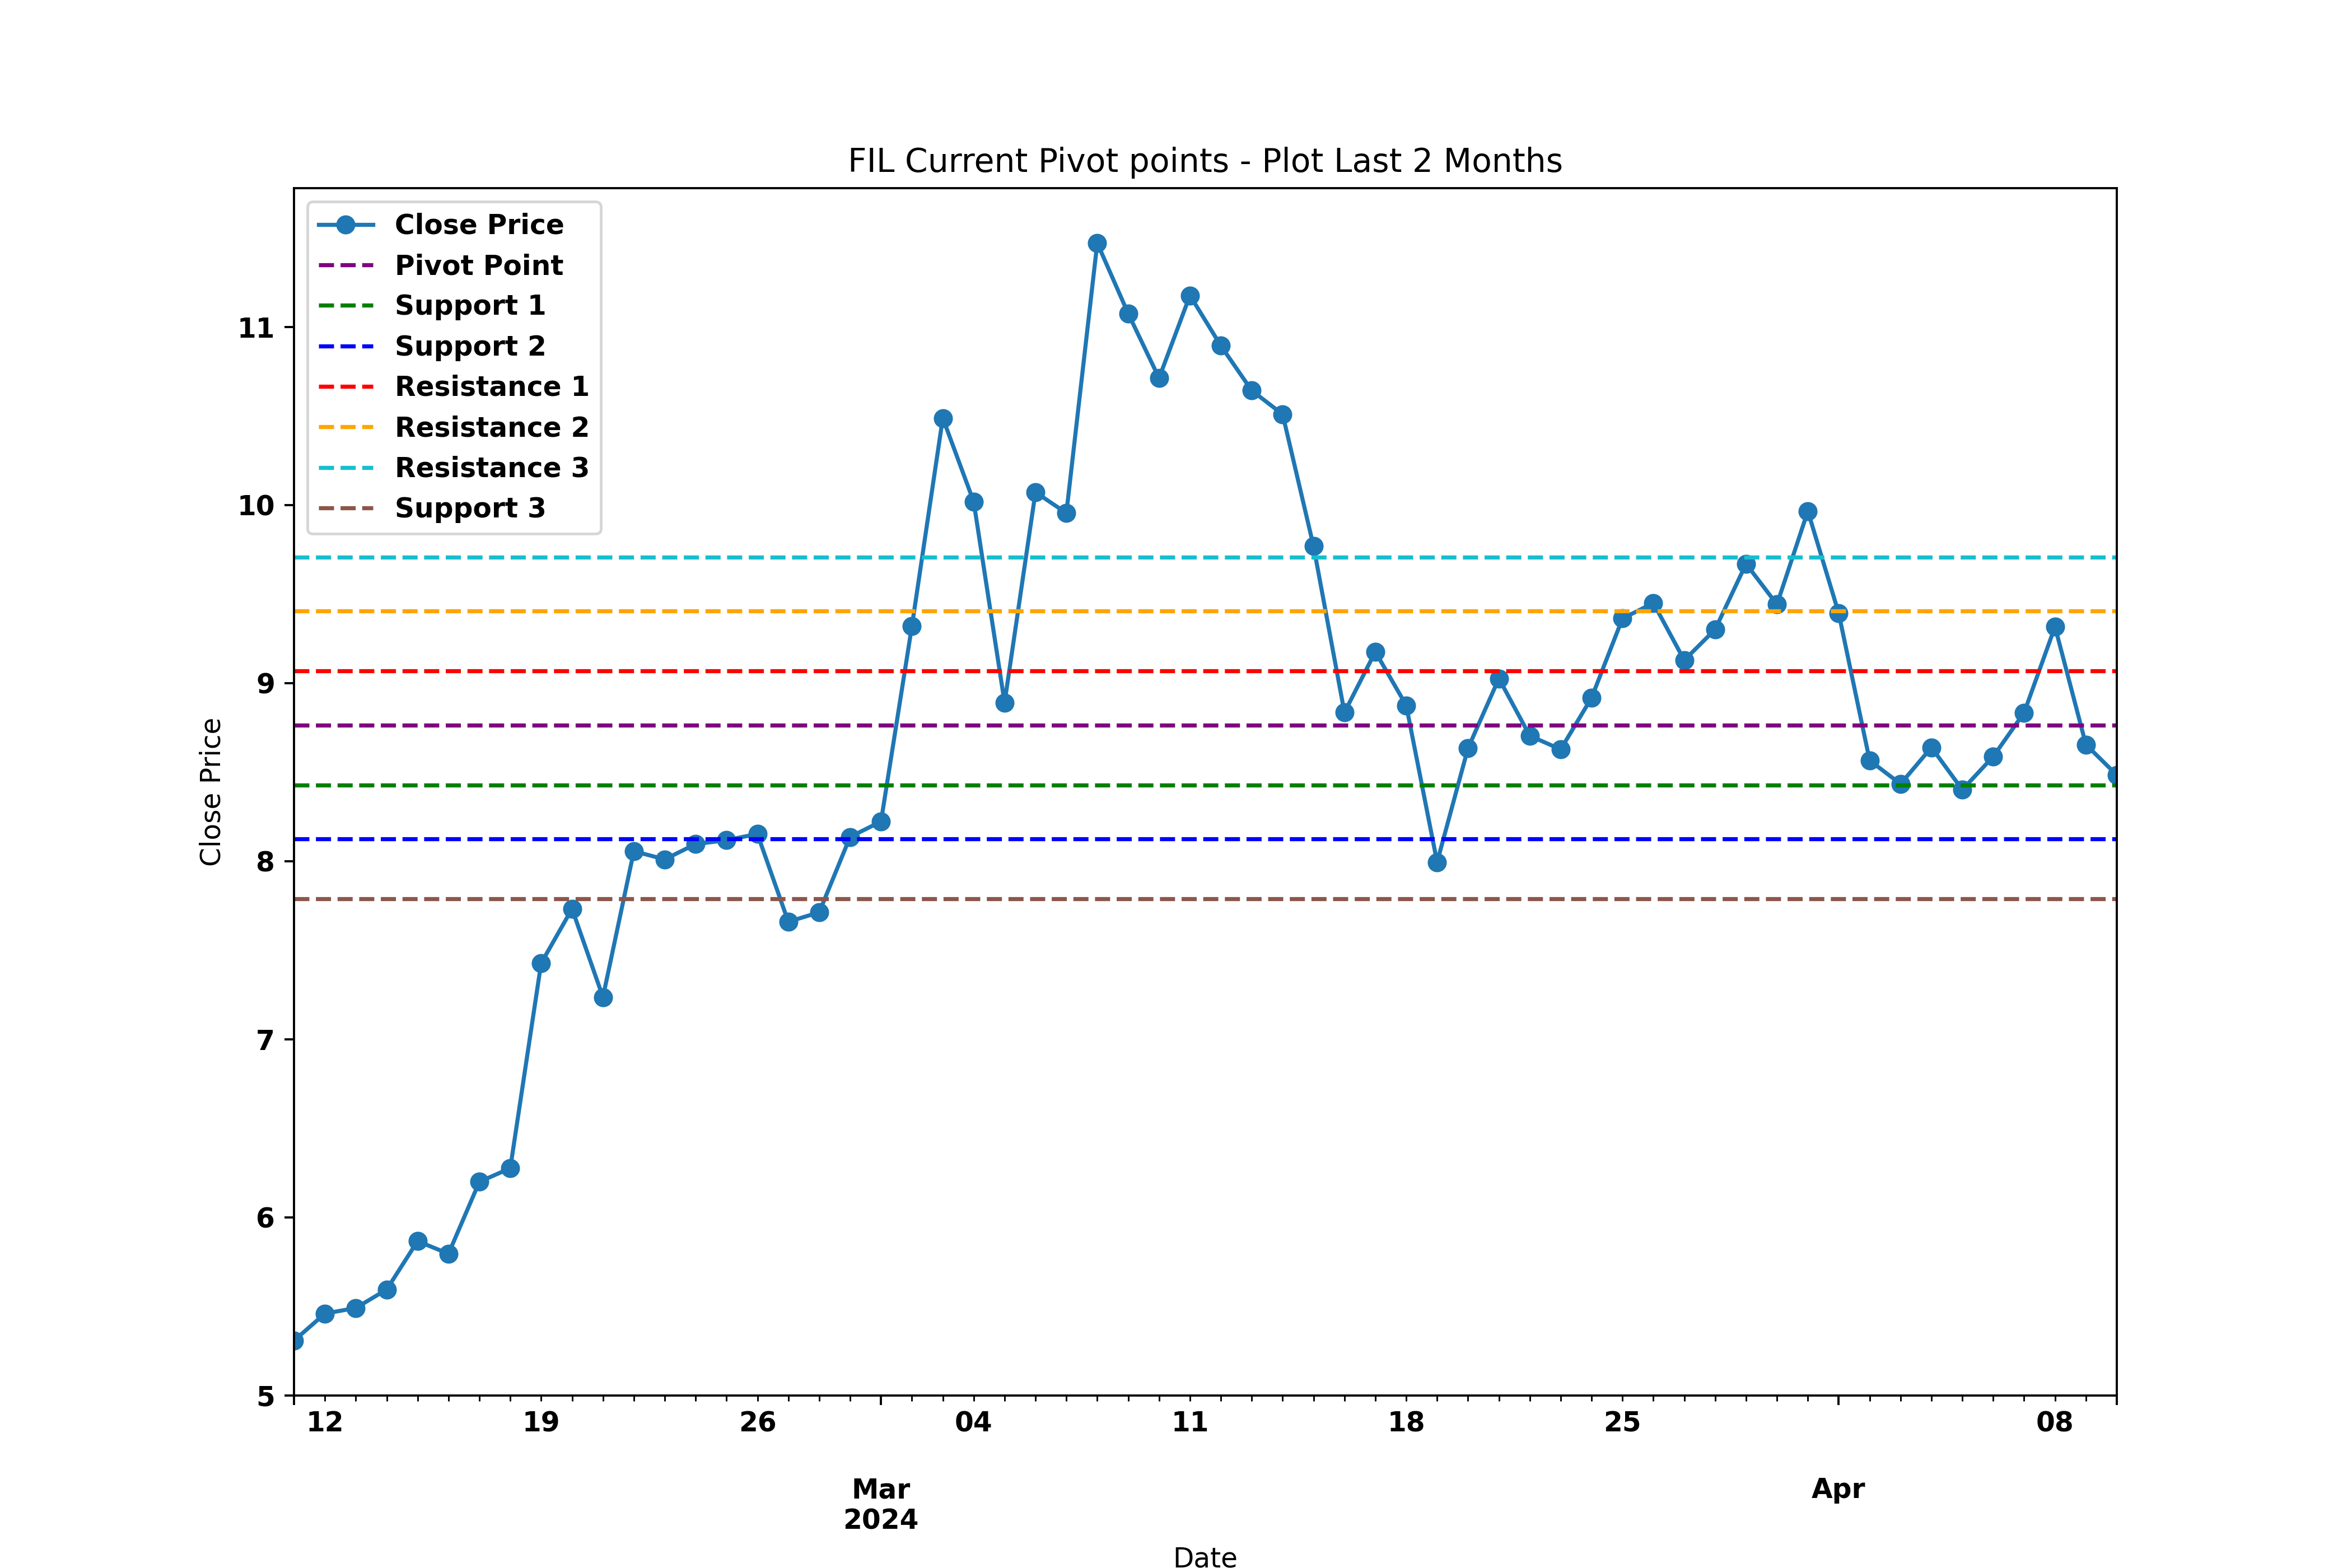 FIL Current Pivot points - Plot Last 2 Months
Close Price
Pivot Point
Support 1
Support 2
Resistance 1
Resistance 2
Resistance 3
Support 3
11
10
9
8
7
6
5
Close Price
12 19 26 04 11 18 25 08
Mar Apr
2024
Date